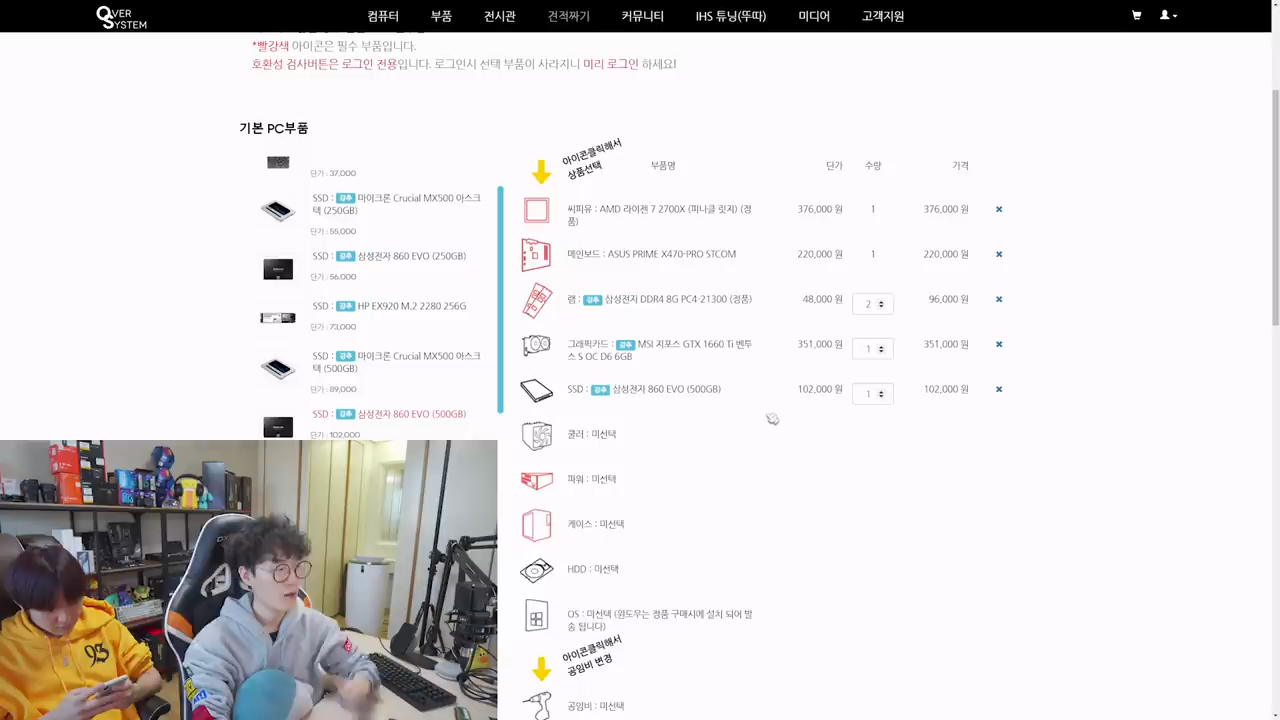 OVER SYSTEM
컴퓨터 부품 전시관 견적짜기 커뮤니티 IHS 튜닝(뚜따) 미디어 고객지원
*빨강색 아이콘은 필수 부품입니다.
호환성 검사버튼은 로그인 전용입니다. 로그인시 선택 부품이 사라지니 미리 로그인 하세요!
기본 PC부품
단가 : 37,000
SSD : 강추 마이크론 Crucial MX500 아스크
텍 (250GB)
단가 : 55,000
SSD : 강추 삼성전자 860 EVO (250GB)
단가 : 56,000
SSD : 강추 HP EX920 M.2 2280 256G
단가 : 73,000
SSD : 강추 마이크론 Crucial MX500 아스크
텍 (500GB)
단가 : 89,000
SSD : 강추 삼성전자 860 EVO (500GB)
단가 : 102,000
아이콘클릭해서
상품선택
부품명 단가 수량 가격
씨피유 : AMD 라이젠 7 2700X (피나클 릿지) (정
품) 376,000 원 1 376,000 원 ×
메인보드 : ASUS PRIME X470-PRO STCOM 220,000 원 1 220,000 원 ×
램 : 강추 삼성전자 DDR4 8G PC4-21300 (정품) 48,000 원 2 96,000 원 ×
그래픽카드 : 강추 MSI 지포스 GTX 1660 Ti 벤투
스 S OC D6 6GB 351,000 원 1 351,000 원 ×
SSD : 강추 삼성전자 860 EVO (500GB) 102,000 원 1 102,000 원 ×
쿨러 : 미선택
파워 : 미선택
케이스 : 미선택
HDD : 미선택
OS : 미선택 (윈도우는 정품 구매시에 설치 되어 발
송 됩니다)
아이콘클릭해서
공임비 변경
공임비 : 미선택
93